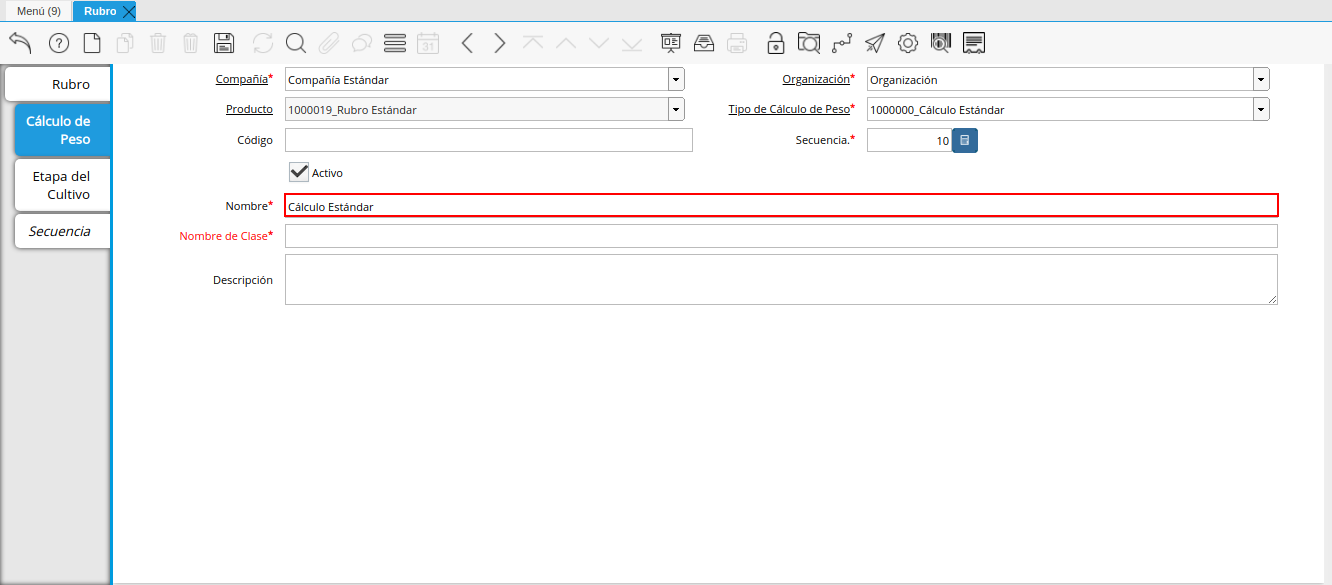 Menú (9) Rubro
31
Rubro
Cálculo de
Peso
Etapa del
Cultivo
Secuencia
Compañía* Compañía Estándar Organización* Organización
Producto 1000019_Rubro Estándar Tipo de Cálculo de Peso* 1000000_Cálculo Estándar
Código Secuencia.* 10
Activo
Nombre* Cálculo Estándar
Nombre de Clase*
Descripción